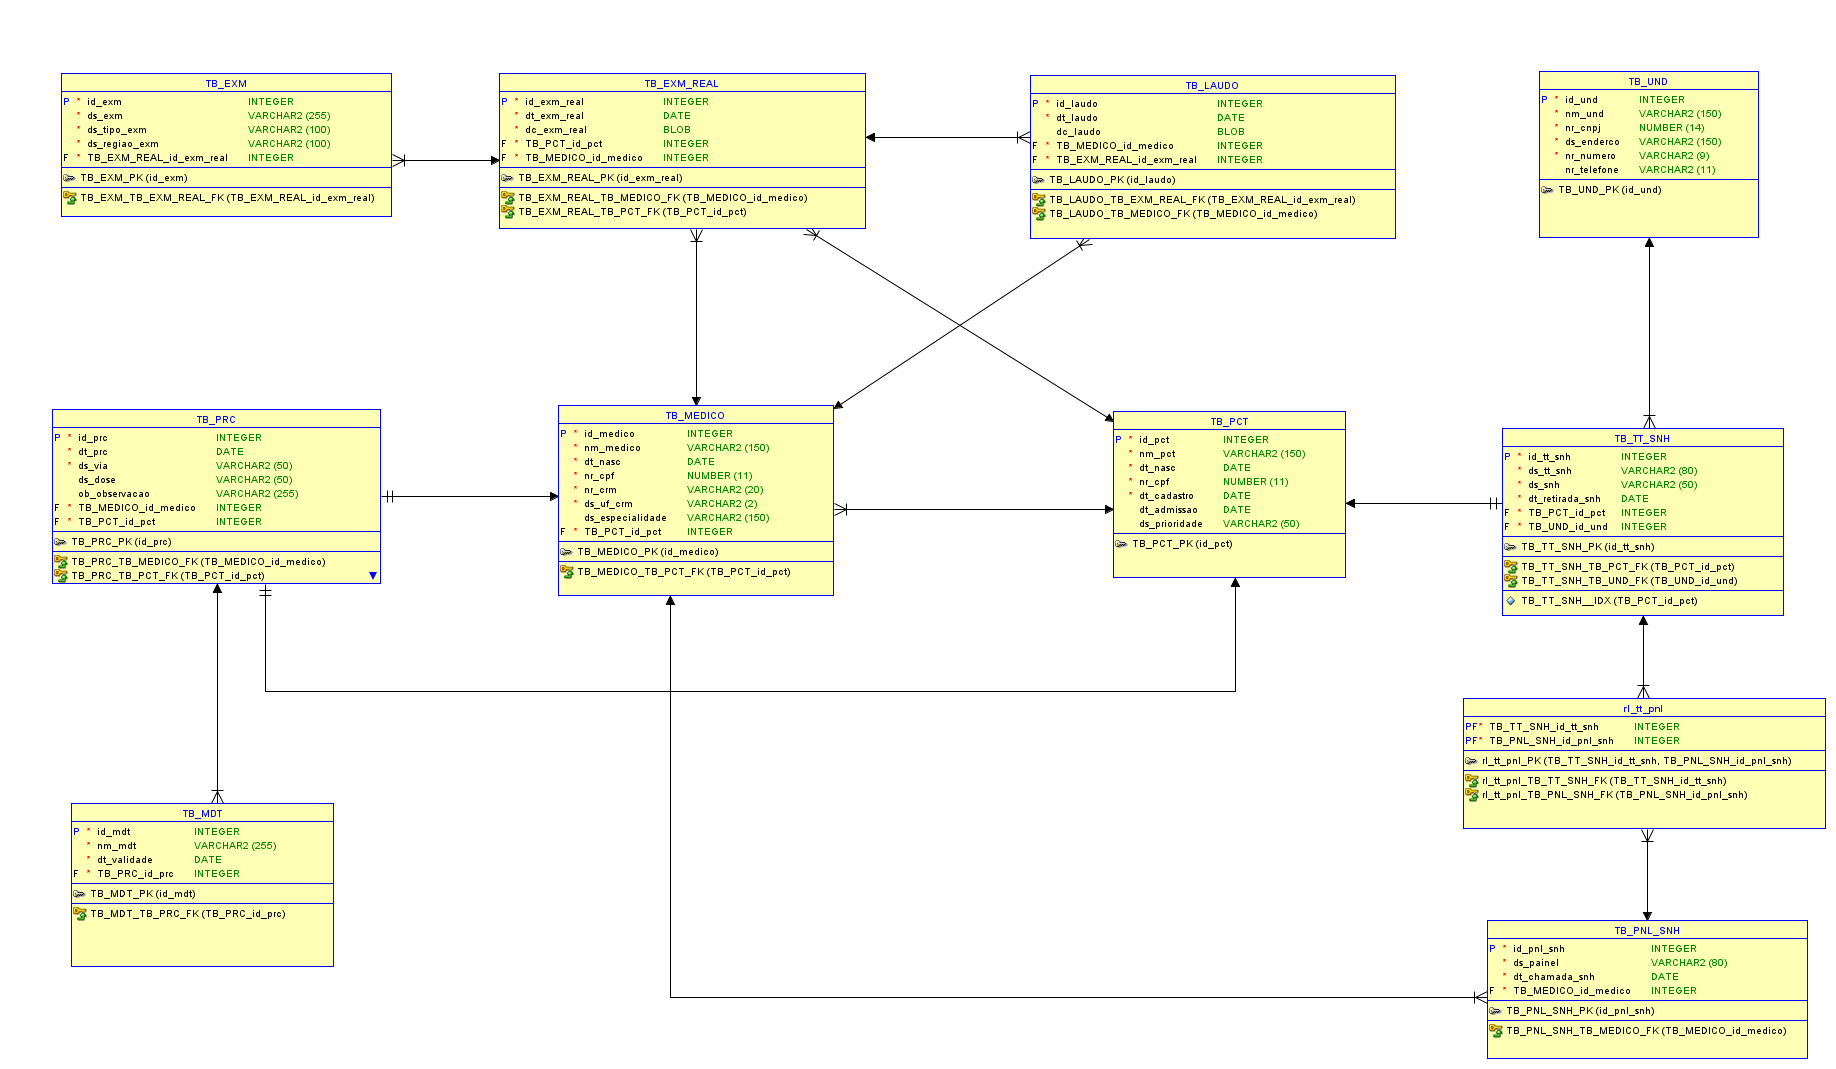 TB_EXM
P * id_exm INTEGER
* ds_exm VARCHAR2 (255)
* ds_tipo_exm VARCHAR2 (100)
* ds_regiao_exm VARCHAR2 (100)
F * TB_EXM_REAL_id_exm_real INTEGER
TB_EXM_PK (id_exm)
TB_EXM_TB_EXM_REAL_FK (TB_EXM_REAL_id_exm_real)
TB_EXM_REAL
P * id_exm_real INTEGER
* dt_exm_real DATE
* dc_exm_real BLOB
F * TB_PCT_id_pct INTEGER
F * TB_MEDICO_id_medico INTEGER
TB_EXM_REAL_PK (id_exm_real)
TB_EXM_REAL_TB_MEDICO_FK (TB_MEDICO_id_medico)
TB_EXM_REAL_TB_PCT_FK (TB_PCT_id_pct)
TB_LAUDO
P * id_laudo INTEGER
* dt_laudo DATE
dc_laudo BLOB
F * TB_MEDICO_id_medico INTEGER
F * TB_EXM_REAL_id_exm_real INTEGER
TB_LAUDO_PK (id_laudo)
TB_LAUDO_TB_EXM_REAL_FK (TB_EXM_REAL_id_exm_real)
TB_LAUDO_TB_MEDICO_FK (TB_MEDICO_id_medico)
TB_UND
P * id_und INTEGER
* nm_und VARCHAR2 (150)
* nr_cnpj NUMBER (14)
* ds_enderco VARCHAR2 (150)
* nr_numero VARCHAR2 (9)
nr_telefone VARCHAR2 (11)
TB_UND_PK (id_und)
TB_PRC
P * id_prc INTEGER
* dt_prc DATE
* ds_via VARCHAR2 (50)
ds_dose VARCHAR2 (50)
ob_observacao VARCHAR2 (255)
F * TB_MEDICO_id_medico INTEGER
F * TB_PCT_id_pct INTEGER
TB_PRC_PK (id_prc)
TB_PRC_TB_MEDICO_FK (TB_MEDICO_id_medico)
TB_PRC_TB_PCT_FK (TB_PCT_id_pct)
TB_MEDICO
P * id_medico INTEGER
* nm_medico VARCHAR2 (150)
* dt_nasc DATE
* nr_cpf NUMBER (11)
* nr_crm VARCHAR2 (20)
* ds_uf_crm VARCHAR2 (2)
ds_especialidade VARCHAR2 (150)
F * TB_PCT_id_pct INTEGER
TB_MEDICO_PK (id_medico)
TB_MEDICO_TB_PCT_FK (TB_PCT_id_pct)
TB_PCT
P * id_pct INTEGER
* nm_pct VARCHAR2 (150)
* dt_nasc DATE
* nr_cpf NUMBER (11)
* dt_cadastro DATE
dt_admissao DATE
ds_prioridade VARCHAR2 (50)
TB_PCT_PK (id_pct)
TB_TT_SNH
P * id_tt_snh INTEGER
* ds_tt_snh VARCHAR2 (80)
* ds_snh VARCHAR2 (50)
* dt_retirada_snh DATE
F * TB_PCT_id_pct INTEGER
F * TB_UND_id_und INTEGER
TB_TT_SNH_PK (id_tt_snh)
TB_TT_SNH_TB_PCT_FK (TB_PCT_id_pct)
TB_TT_SNH_TB_UND_FK (TB_UND_id_und)
TB_TT_SNH__IDX (TB_PCT_id_pct)
rl_tt_pnl
PF * TB_TT_SNH_id_tt_snh INTEGER
PF * TB_PNL_SNH_id_pnl_snh INTEGER
rl_tt_pnl_PK (TB_TT_SNH_id_tt_snh, TB_PNL_SNH_id_pnl_snh)
rl_tt_pnl_TB_TT_SNH_FK (TB_TT_SNH_id_tt_snh)
rl_tt_pnl_TB_PNL_SNH_FK (TB_PNL_SNH_id_pnl_snh)
TB_MDT
P * id_mdt INTEGER
* nm_mdt VARCHAR2 (255)
* dt_validade DATE
F * TB_PRC_id_prc INTEGER
TB_MDT_PK (id_mdt)
TB_MDT_TB_PRC_FK (TB_PRC_id_prc)
TB_PNL_SNH
P * id_pnl_snh INTEGER
* ds_painel VARCHAR2 (80)
* dt_chamada_snh DATE
F * TB_MEDICO_id_medico INTEGER
TB_PNL_SNH_PK (id_pnl_snh)
TB_PNL_SNH_TB_MEDICO_FK (TB_MEDICO_id_medico)